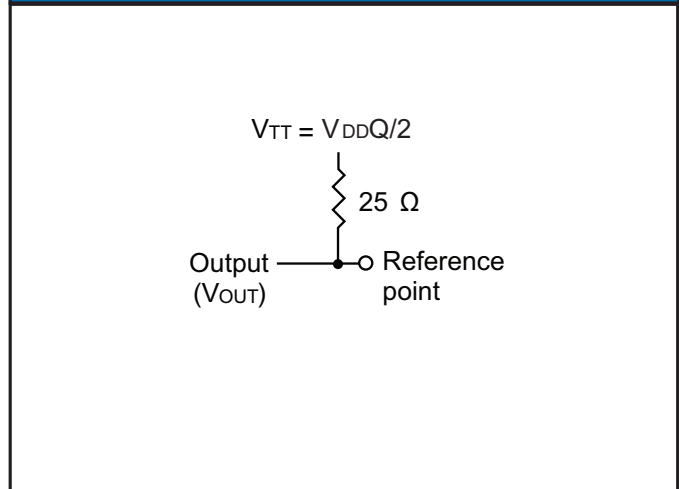 VTT = VDDQ/2
25 Ω
Output
(VOUT)
Reference
point